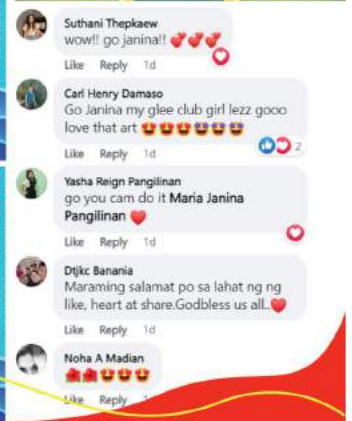 Suthani Thepkaew
wow!! go janina!! 💞💞💞
Like Reply 1d
Carl Henry Damaso
Go Janina my glee club girl lezz gooo
love that art 🤩🤩🤩🤩🤩🤩
Like Reply 1d
2
Yasha Reign Pangilinan
go you cam do it Maria Janina
Pangilinan ❤️
Like Reply 1d
Dtjkc Banania
Maraming salamat po sa lahat ng ng
like, heart at share.Godbless us all..❤️
Like Reply 1d
Noha A Madian
🌺🌺🤩🤩🤩
Like Reply